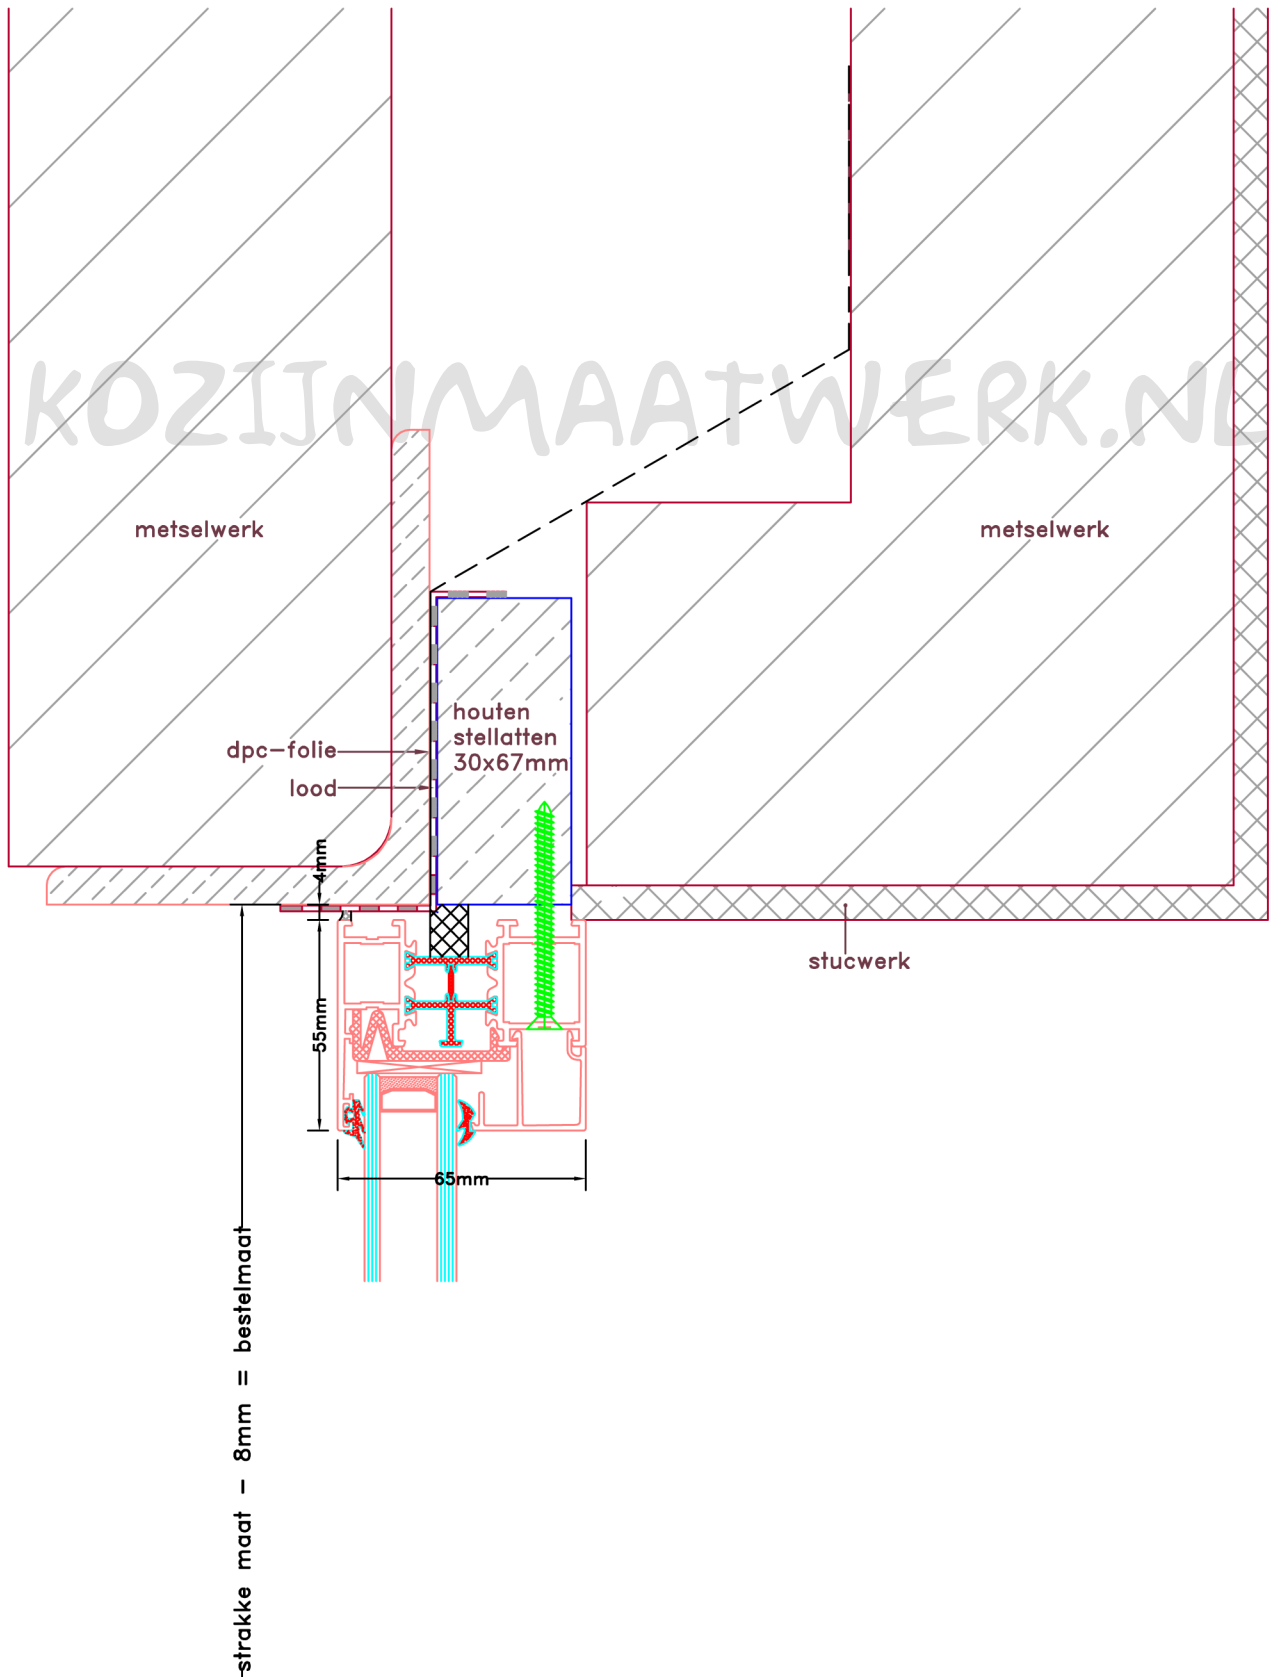 KOZIJNMAATWERK.NL
metselwerk
metselwerk
houten
stellatten
30x67mm
dpc-folie
lood
4mm
stucwerk
55mm
65mm
strakke maat - 8mm = bestelmaat